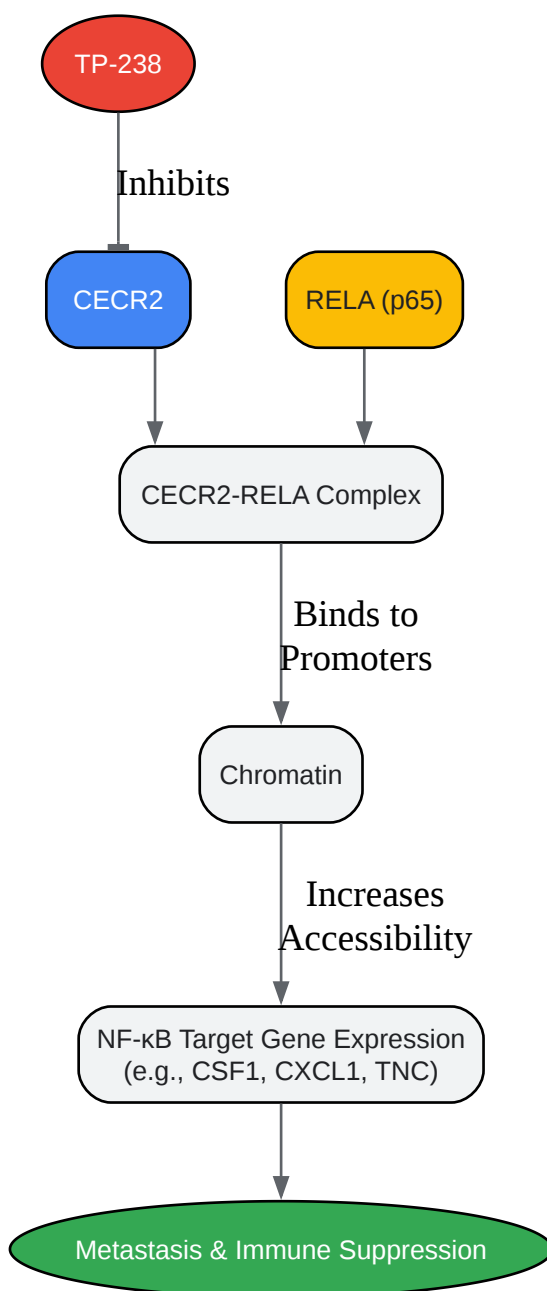 TP-238
Inhibits
CECR2
RELA (p65)
CECR2-RELA Complex
Binds to
Promoters
Chromatin
Increases
Accessibility
NF-κB Target Gene Expression
(e.g., CSF1, CXCL1, TNC)
Metastasis & Immune Suppression